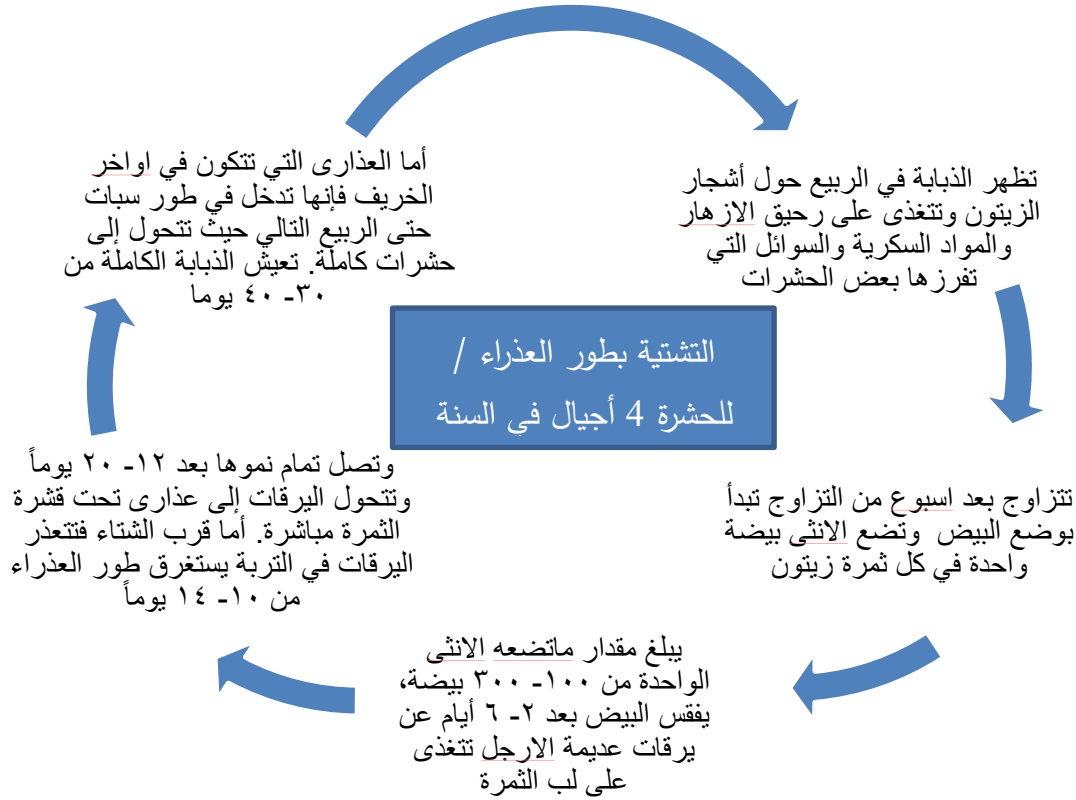 تظهر الذبابة في الربيع حول أشجار
الزيتون وتتغذى على رحيق الازهار
والمواد السكرية والسوائل التي
تفرزها بعض الحشرات
تتزاوج بعد اسبوع من التزاوج تبدأ
بوضع البيض وتضع الانثى بيضة
واحدة في كل ثمرة زيتون
يبلغ مقدار ماتضعه الانثى
الواحدة من ١٠٠- ٣٠٠ بيضة،
يفقس البيض بعد ٢- ٦ أيام عن
يرقات عديمة الارجل تتغذى
على لب الثمرة
وتصل تمام نموها بعد ١٢- ٢٠ يوماً
وتتحول اليرقات إلى عذارى تحت قشرة
الثمرة مباشرة. أما قرب الشتاء فتتعذر
اليرقات في التربة يستغرق طور العذراء
من ١٠- ١٤ يوماً
أما العذارى التي تتكون في اواخر
الخريف فإنها تدخل في طور سبات
حتى الربيع التالي حيث تتحول إلى
حشرات كاملة. تعيش الذبابة الكاملة من
٣٠- ٤٠ يوما
التشتية بطور العذراء /
للحشرة 4 أجيال في السنة